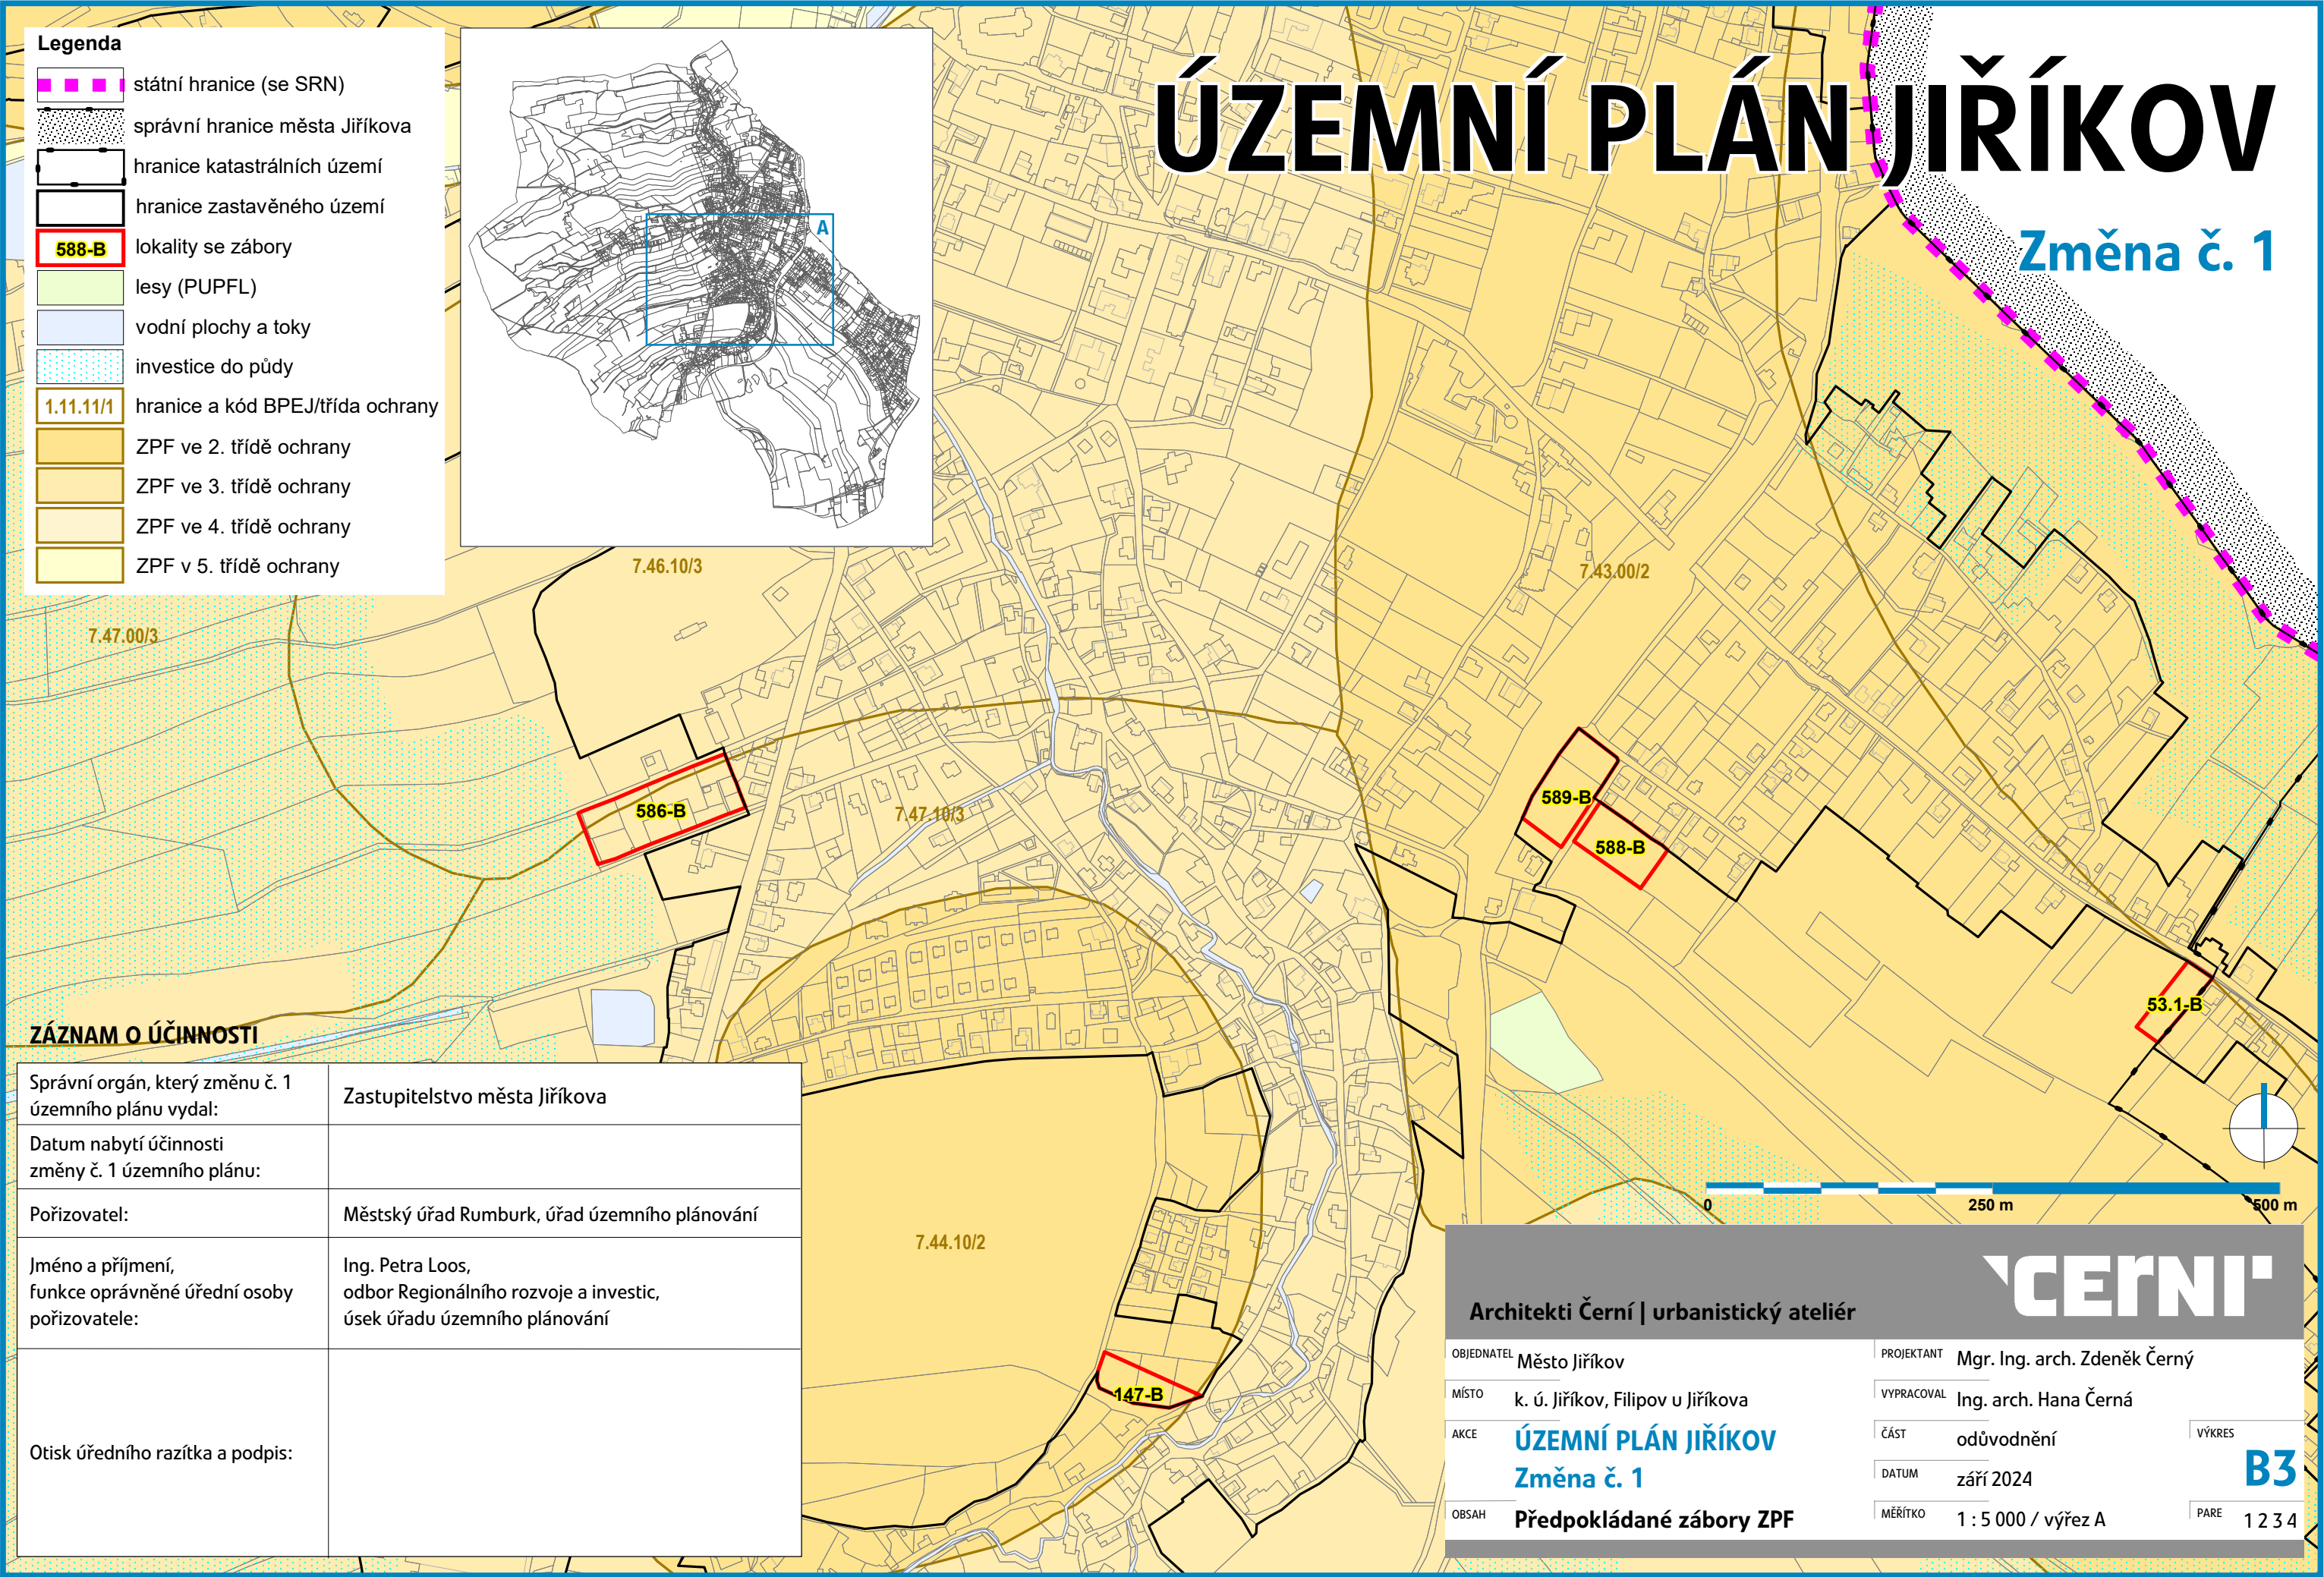 ÚZEMNÍ PLÁN JIŘÍKOV
Změna č. 1
Legenda
státní hranice (se SRN)
správní hranice města Jiříkova
hranice katastrálních území
hranice zastavěného území
588-B lokality se zábory
lesy (PUPFL)
vodní plochy a toky
investice do půdy
1.11.11/1 hranice a kód BPEJ/třída ochrany
ZPF ve 2. třídě ochrany
ZPF ve 3. třídě ochrany
ZPF ve 4. třídě ochrany
ZPF v 5. třídě ochrany
A
7.46.10/3
7.43.00/2
7.47.00/3
586-B
7.47.10/3
589-B
588-B
53.1-B
7.44.10/2
147-B
0 250 m 500 m
ZÁZNAM O ÚČINNOSTI
Správní orgán, který změnu č. 1
územního plánu vydal:
Zastupitelstvo města Jiříkova
Datum nabytí účinnosti
změny č. 1 územního plánu:
Pořizovatel:
Městský úřad Rumburk, úřad územního plánování
Jméno a příjmení,
funkce oprávněné úřední osoby
pořizovatele:
Ing. Petra Loos,
odbor Regionálního rozvoje a investic,
úsek úřadu územního plánování
Otisk úředního razítka a podpis:
Architekti Černí | urbanistický ateliér
ČERNÍ
OBJEDNATEL Město Jiříkov
MÍSTO k. ú. Jiříkov, Filipov u Jiříkova
AKCE ÚZEMNÍ PLÁN JIŘÍKOV
Změna č. 1
OBSAH Předpokládané zábory ZPF
PROJEKTANT Mgr. Ing. arch. Zdeněk Černý
VYPRACOVAL Ing. arch. Hana Černá
ČÁST odůvodnění
DATUM září 2024
MĚŘÍTKO 1 : 5 000 / výřez A
VÝKRES
B3
PARE 1 2 3 4